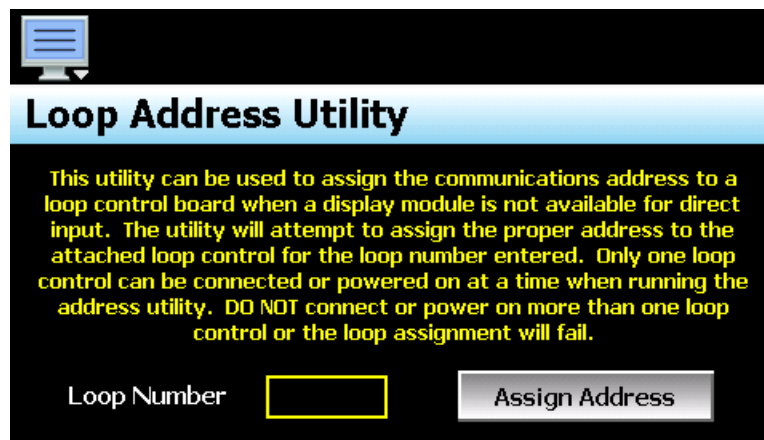 Loop Address Utility
This utility can be used to assign the communications address to a
loop control board when a display module is not available for direct
input.  The utility will attempt to assign the proper address to the
attached loop control for the loop number entered.  Only one loop
control can be connected or powered on at a time when running the
address utility.  DO NOT connect or power on more than one loop
control or the loop assignment will fail.
Loop Number
Assign Address